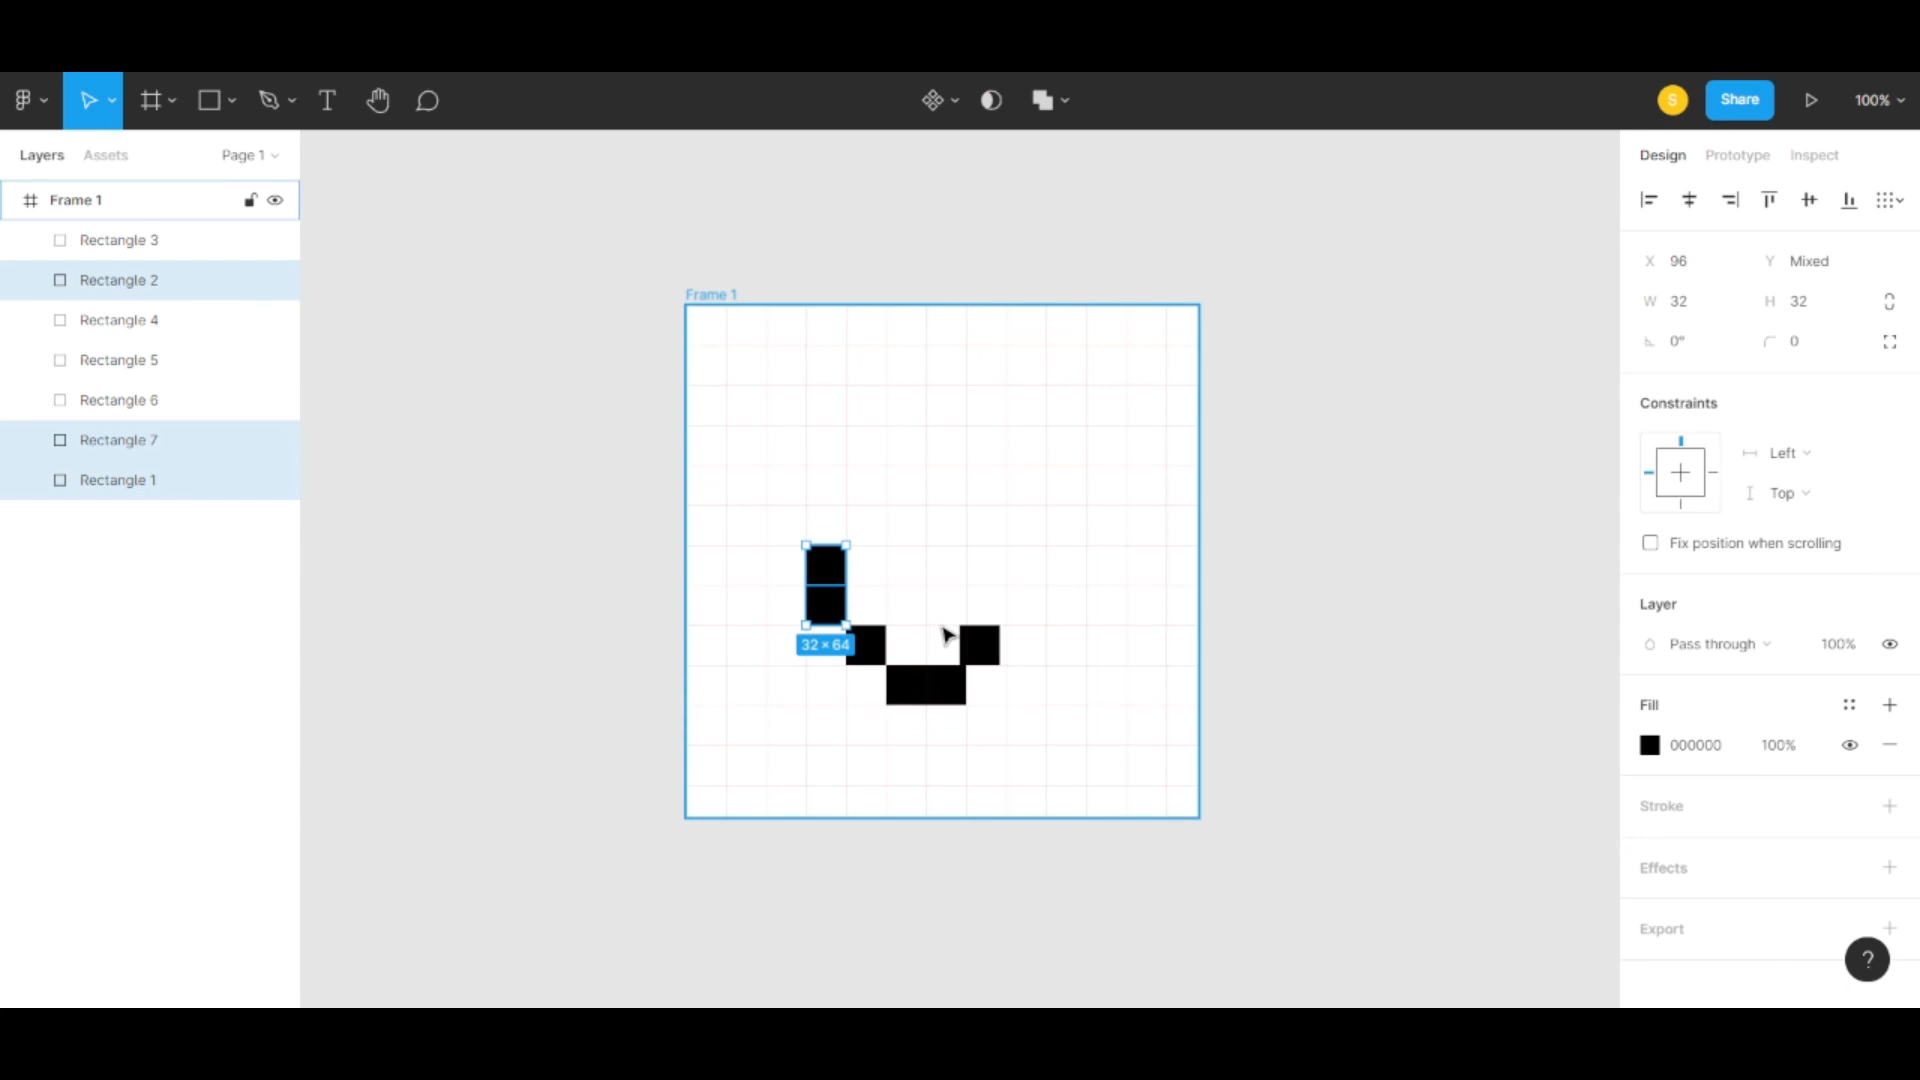 S
Share
100%
Layers
Assets
Page 1
Design
Prototype
Inspect
Frame 1
Rectangle 3
Rectangle 2
Rectangle 4
Rectangle 5
Rectangle 6
Rectangle 7
Rectangle 1
Frame 1
32 × 64
X 96
Y Mixed
W 32
H 32
0°
0
Constraints
Left
Top
Fix position when scrolling
Layer
Pass through
100%
Fill
000000
100%
Stroke
Effects
Export
?